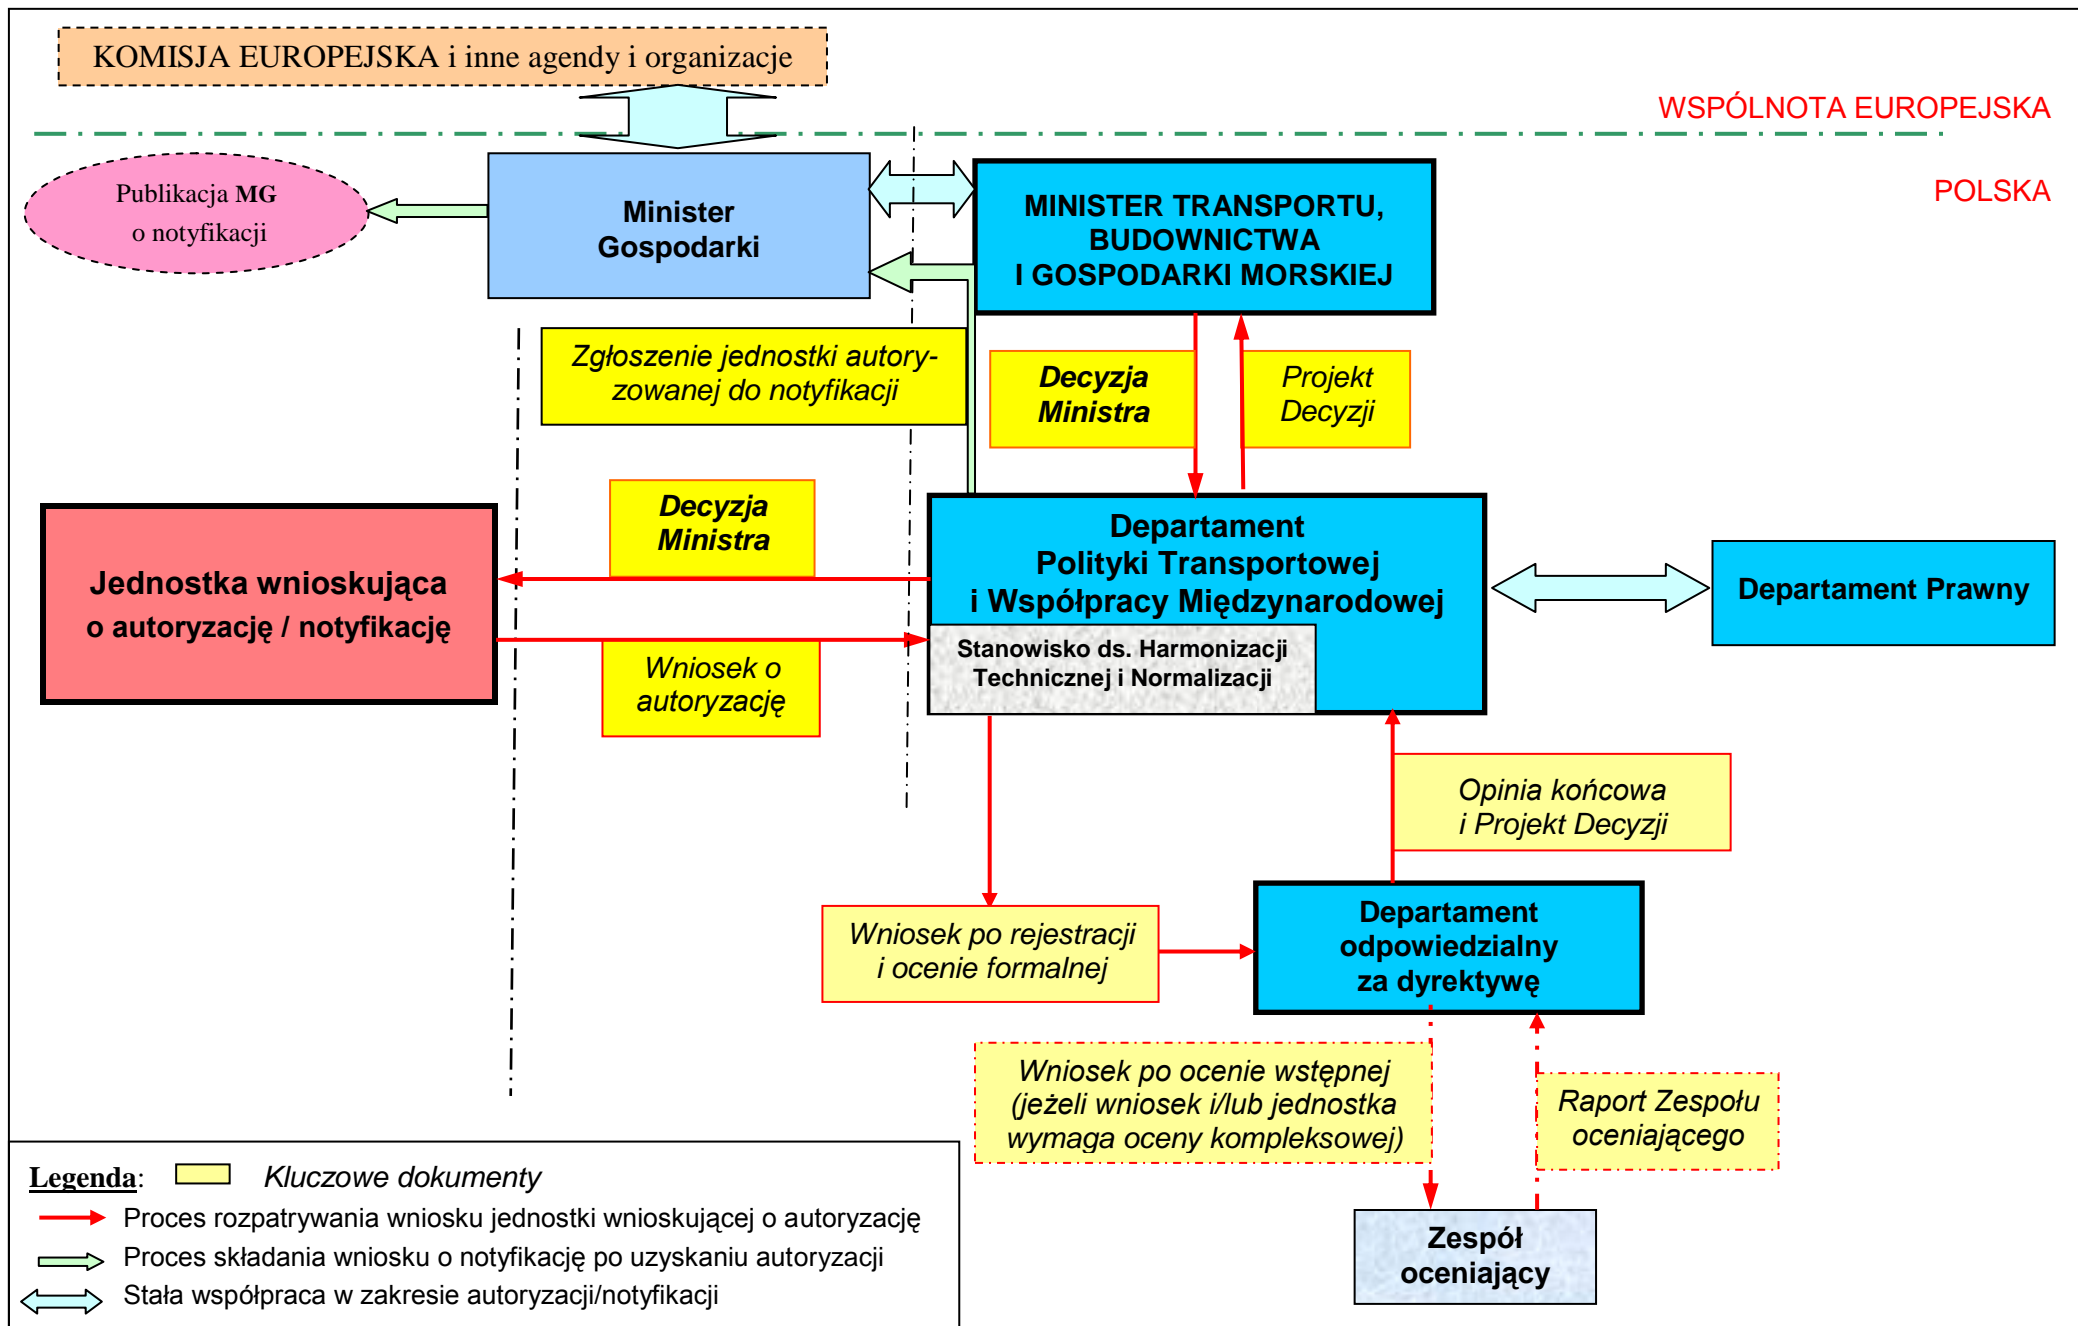 KOMISJA EUROPEJSKA i inne agendy i organizacje
WSPÓLNOTA EUROPEJSKA
POLSKA
Publikacja MG
o notyfikacji
Minister
Gospodarki
MINISTER TRANSPORTU,
BUDOWNICTWA
I GOSPODARKI MORSKIEJ
Zgłoszenie jednostki autory-
zowanej do notyfikacji
Decyzja
Ministra
Projekt
Decyzji
Jednostka wnioskująca
o autoryzację / notyfikację
Decyzja
Ministra
Wniosek o
autoryzację
Departament
Polityki Transportowej
i Współpracy Międzynarodowej
Stanowisko ds. Harmonizacji
Technicznej i Normalizacji
Departament Prawny
Opinia końcowa
i Projekt Decyzji
Wniosek po rejestracji
i ocenie formalnej
Departament
odpowiedzialny
za dyrektywę
Wniosek po ocenie wstępnej
(jeżeli wniosek i/lub jednostka
wymaga oceny kompleksowej)
Raport Zespołu
oceniającego
Zespół
oceniający
Legenda:
Kluczowe dokumenty
Proces rozpatrywania wniosku jednostki wnioskującej o autoryzację
Proces składania wniosku o notyfikację po uzyskaniu autoryzacji
Stała współpraca w zakresie autoryzacji/notyfikacji